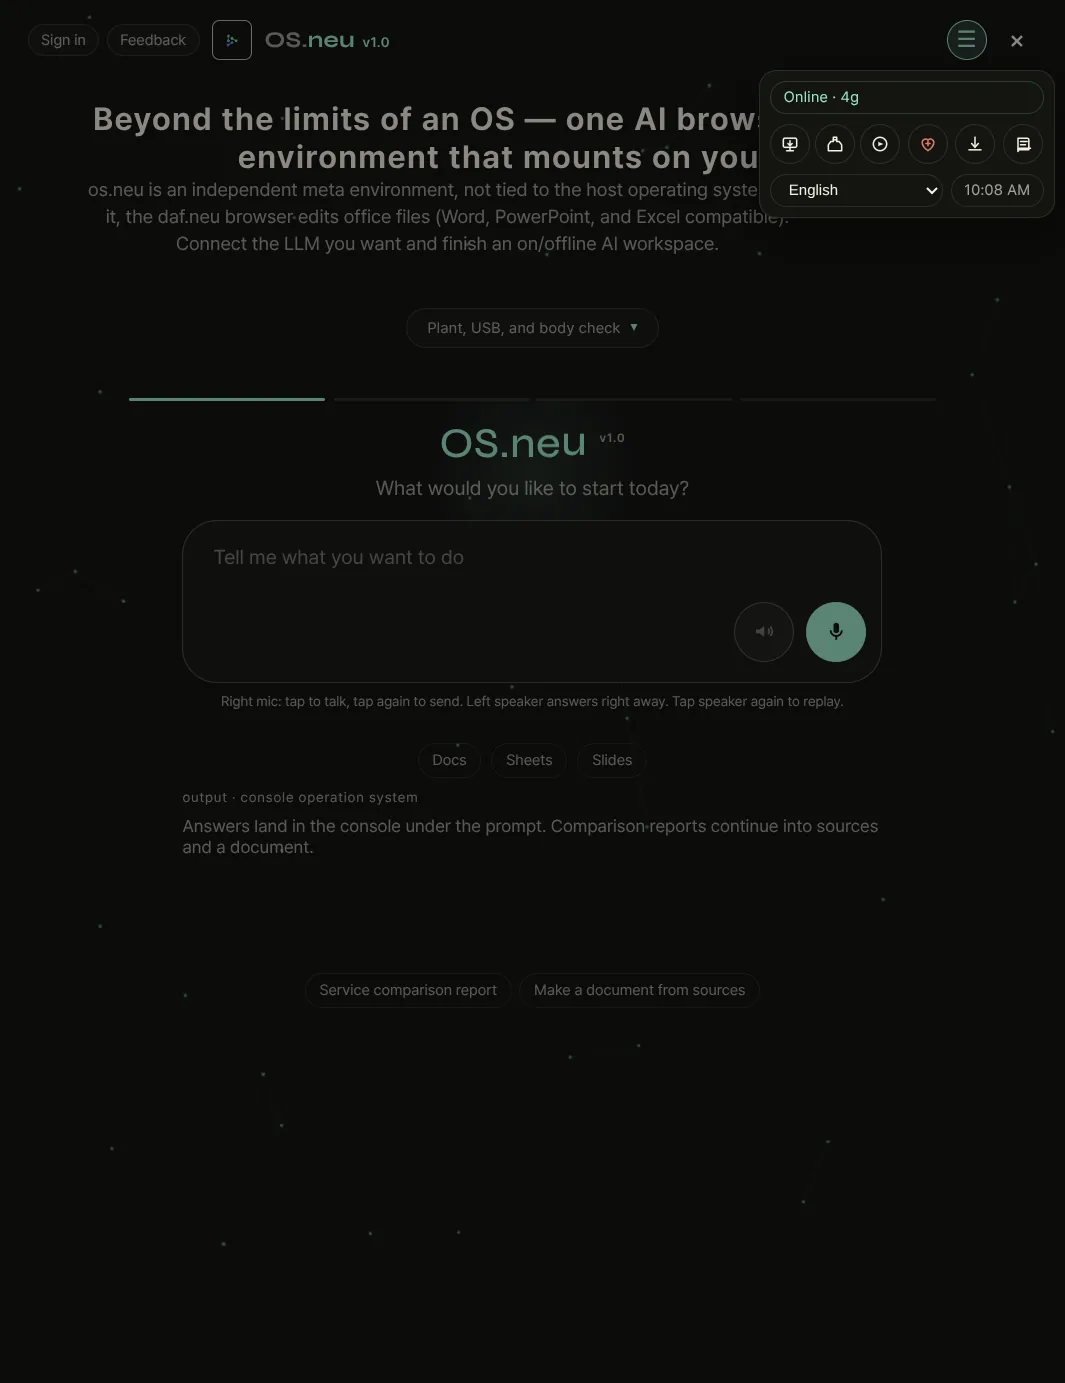 Sign in
Feedback
OS.neu v1.0
Online · 4g
English
10:08 AM
Beyond the limits of an OS — one AI
environment that mounts on you
os.neu is an independent meta environment, not tied to the host operating
it, the daf.neu browser edits office files (Word, PowerPoint, and Excel compatible).
Connect the LLM you want and finish an on/offline AI workspace.
Plant, USB, and body check ▼
OS.neu v1.0
What would you like to start today?
Tell me what you want to do
Right mic: tap to talk, tap again to send. Left speaker answers right away. Tap speaker again to replay.
Docs
Sheets
Slides
output · console operation system
Answers land in the console under the prompt. Comparison reports continue into sources
and a document.
Service comparison report
Make a document from sources